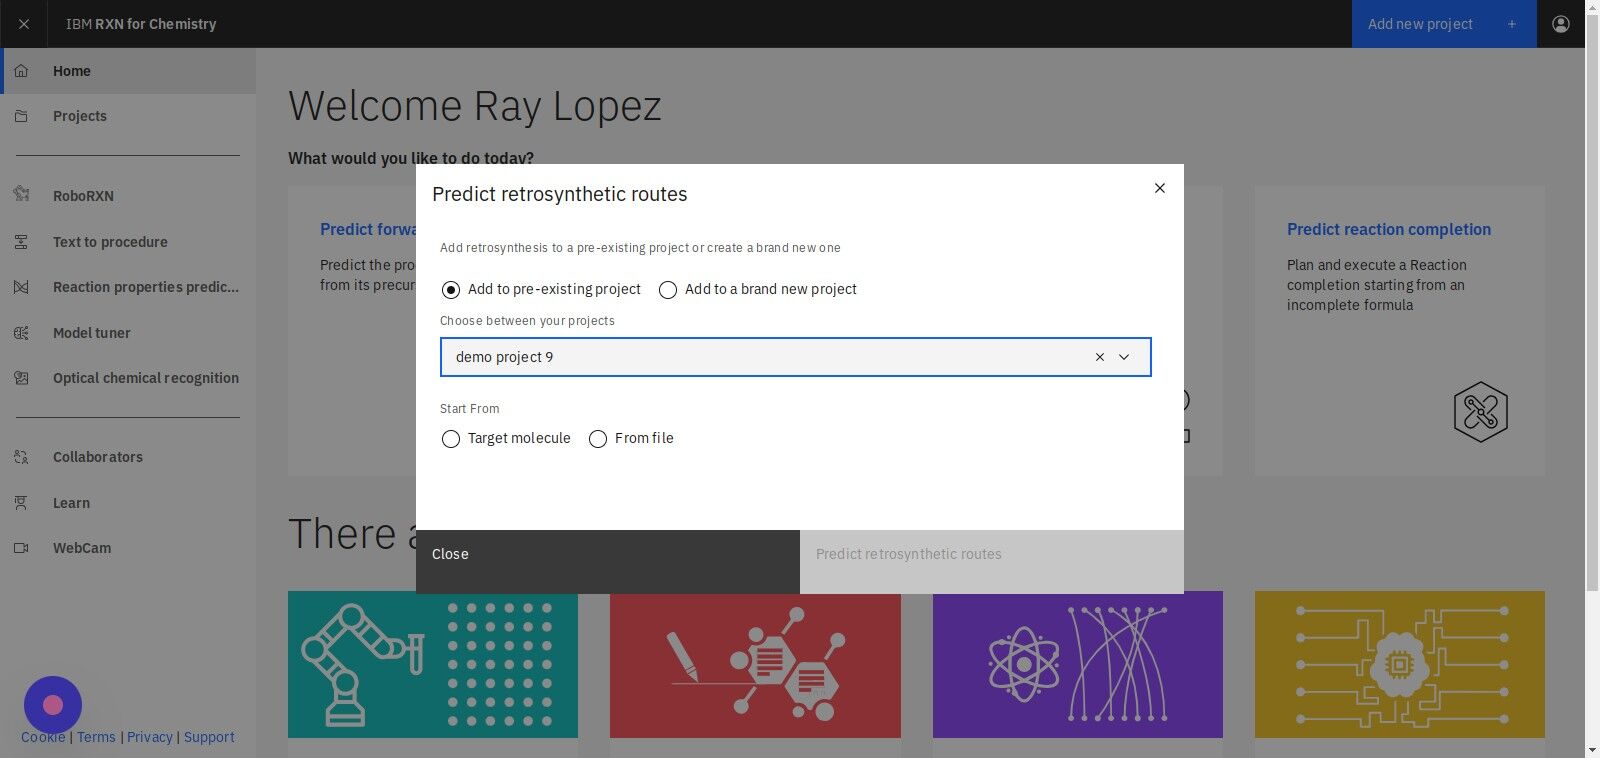 IBM RXN for Chemistry
Add new project
Home
Projects
RoboRXN
Text to procedure
Reaction properties predic...
Model tuner
Optical chemical recognition
Collaborators
Learn
WebCam
Cookie | Terms | Privacy | Support
Welcome Ray Lopez
What would you like to do today?
Predict forwa
Predict the pro
from its precur
Predict reaction completion
Plan and execute a Reaction
completion starting from an
incomplete formula
There a
Predict retrosynthetic routes
Add retrosynthesis to a pre-existing project or create a brand new one
Add to pre-existing project
Add to a brand new project
Choose between your projects
demo project 9
Start From
Target molecule
From file
Close
Predict retrosynthetic routes